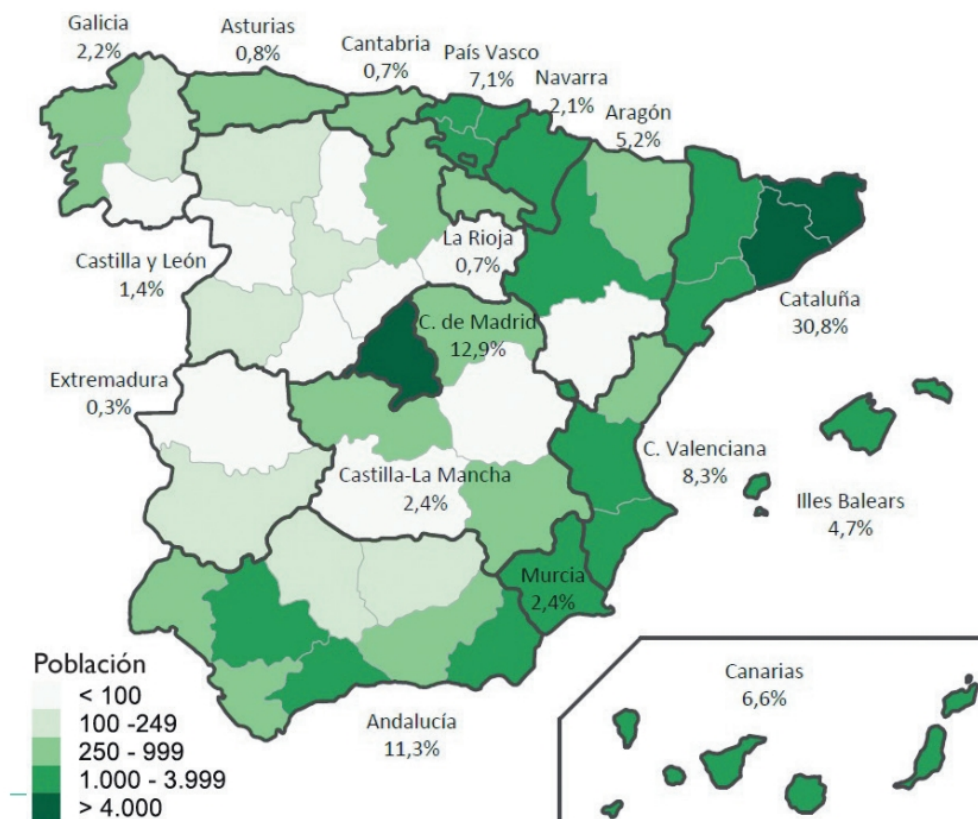 Galicia
2,2%
Asturias
0,8%
Cantabria
0,7%
País Vasco
7,1%
Navarra
2,1%
Aragón
5,2%
La Rioja
0,7%
Castilla y León
1,4%
Cataluña
30,8%
C. de Madrid
12,9%
Extremadura
0,3%
C. Valenciana
8,3%
Illes Balears
4,7%
Castilla-La Mancha
2,4%
Murcia
2,4%
Andalucía
11,3%
Canarias
6,6%
Población
< 100
100 -249
250 - 999
1.000 - 3.999
> 4.000